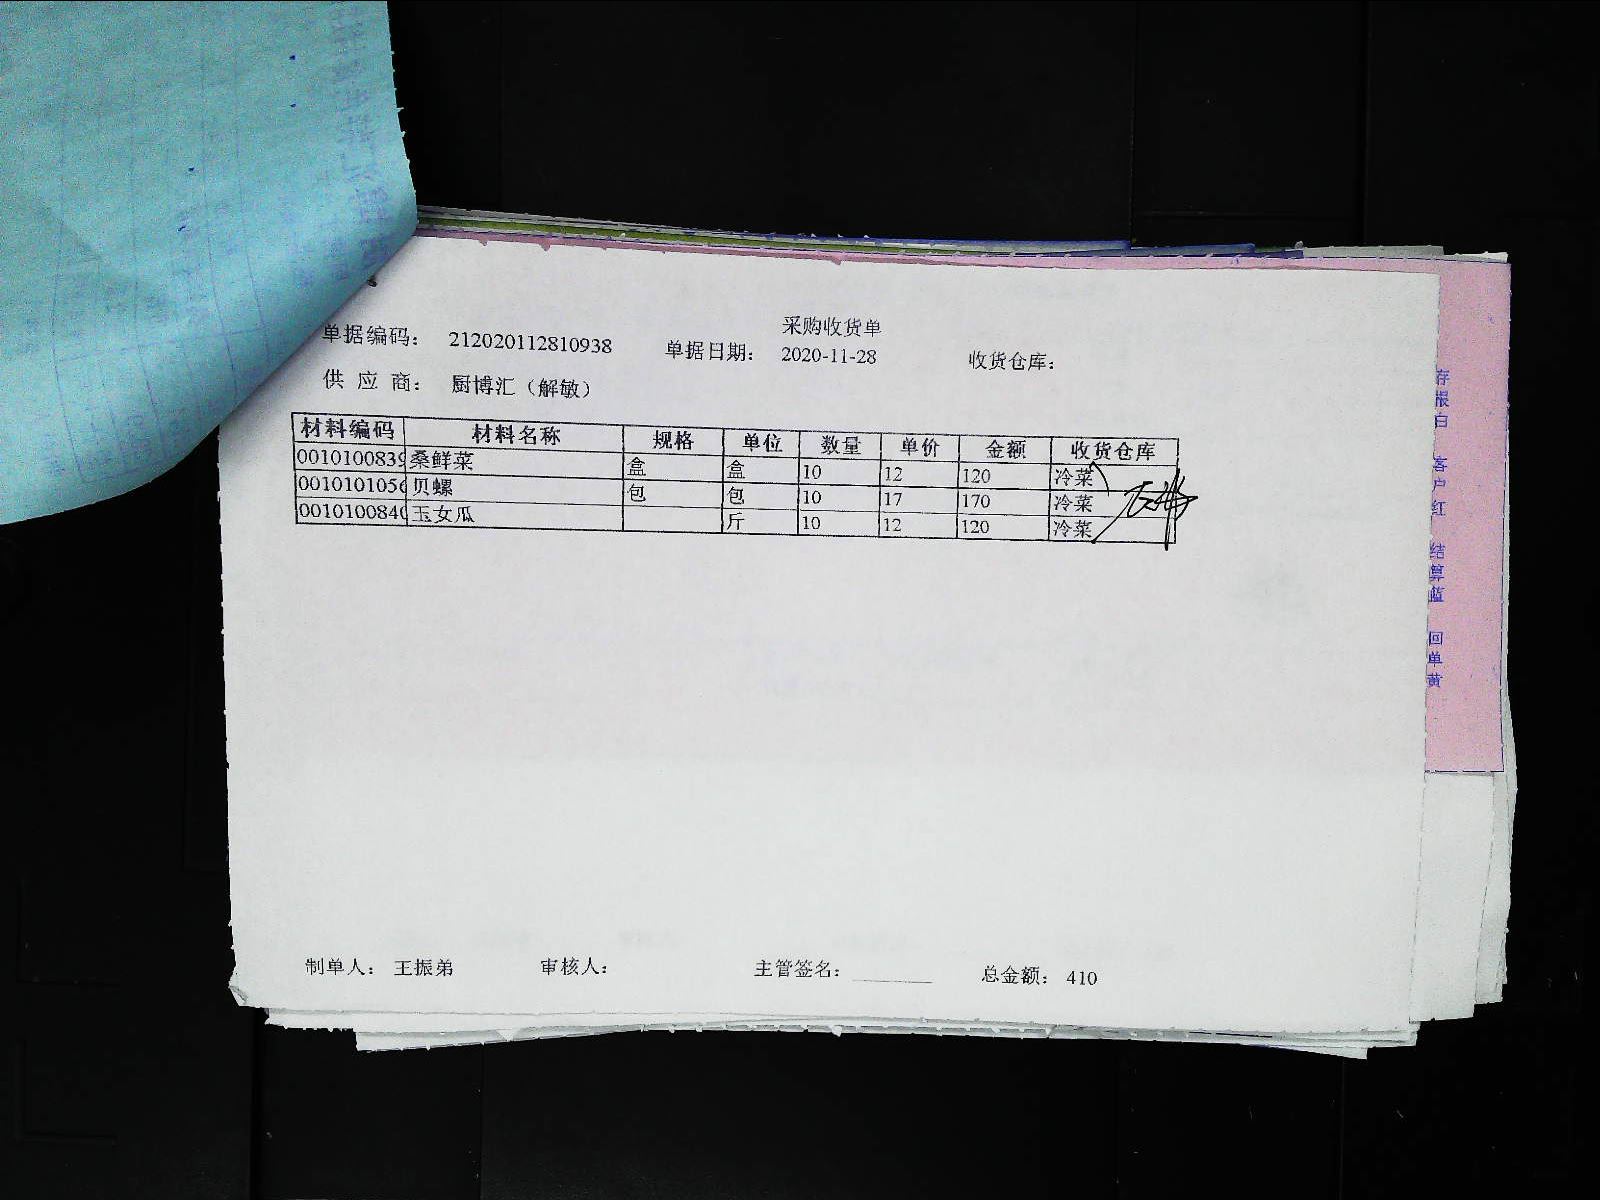 采购收货单
单据编码： 212020112810938 单据日期： 2020-11-28 收货仓库：
供 应 商： 厨博汇（解敏）
材料编码 材料名称 规格 单位 数量 单价 金额 收货仓库
0010100839 桑鲜菜 盒 盒 10 12 120 冷菜
0010101056 贝螺 包 包 10 17 170 冷菜
0010100840 玉女瓜 斤 10 12 120 冷菜
制单人： 王振弟 审核人： 主管签名： 总金额： 410
存根白
客户红
结算蓝
回单黄